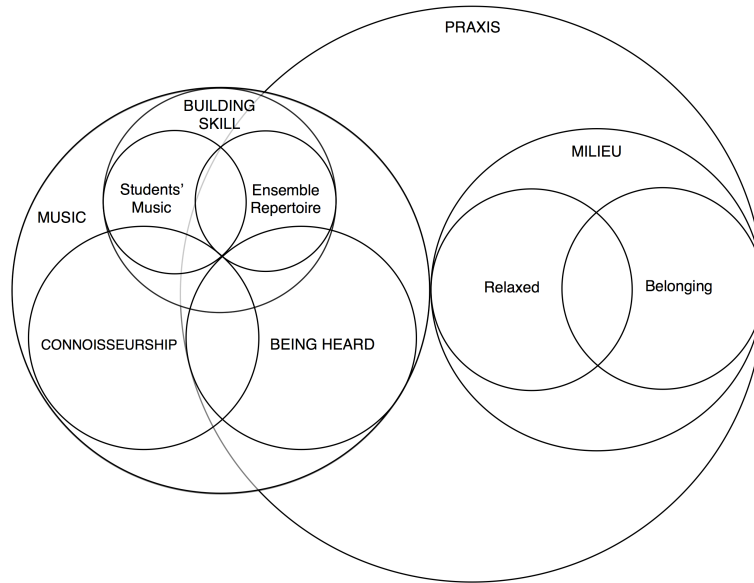 PRAXIS
BUILDING
SKILL
MILIEU
Students'
Music
Ensemble
Repertoire
MUSIC
Relaxed
Belonging
CONNOISSEURSHIP
BEING HEARD